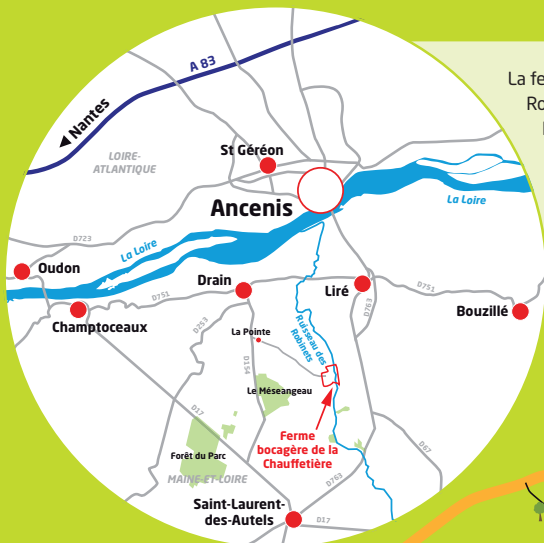 A 83
Nantes
La fe
Ro
LOIRE-
ATLANTIQUE
St Géréon
Ancenis
La Loire
D723
La Loire
Oudon
Drain
Liré
D751
D751
Bouzillé
Champtoceaux
D253
D763
La Pointe
Ruisseau des
Robinets
D154
Le Méseangeau
D17
Ferme
bocagère de la
Chauffetière
Forêt du Parc
D67
MAINE-ET-LOIRE
D763
Saint-Laurent-
des-Autels
D17